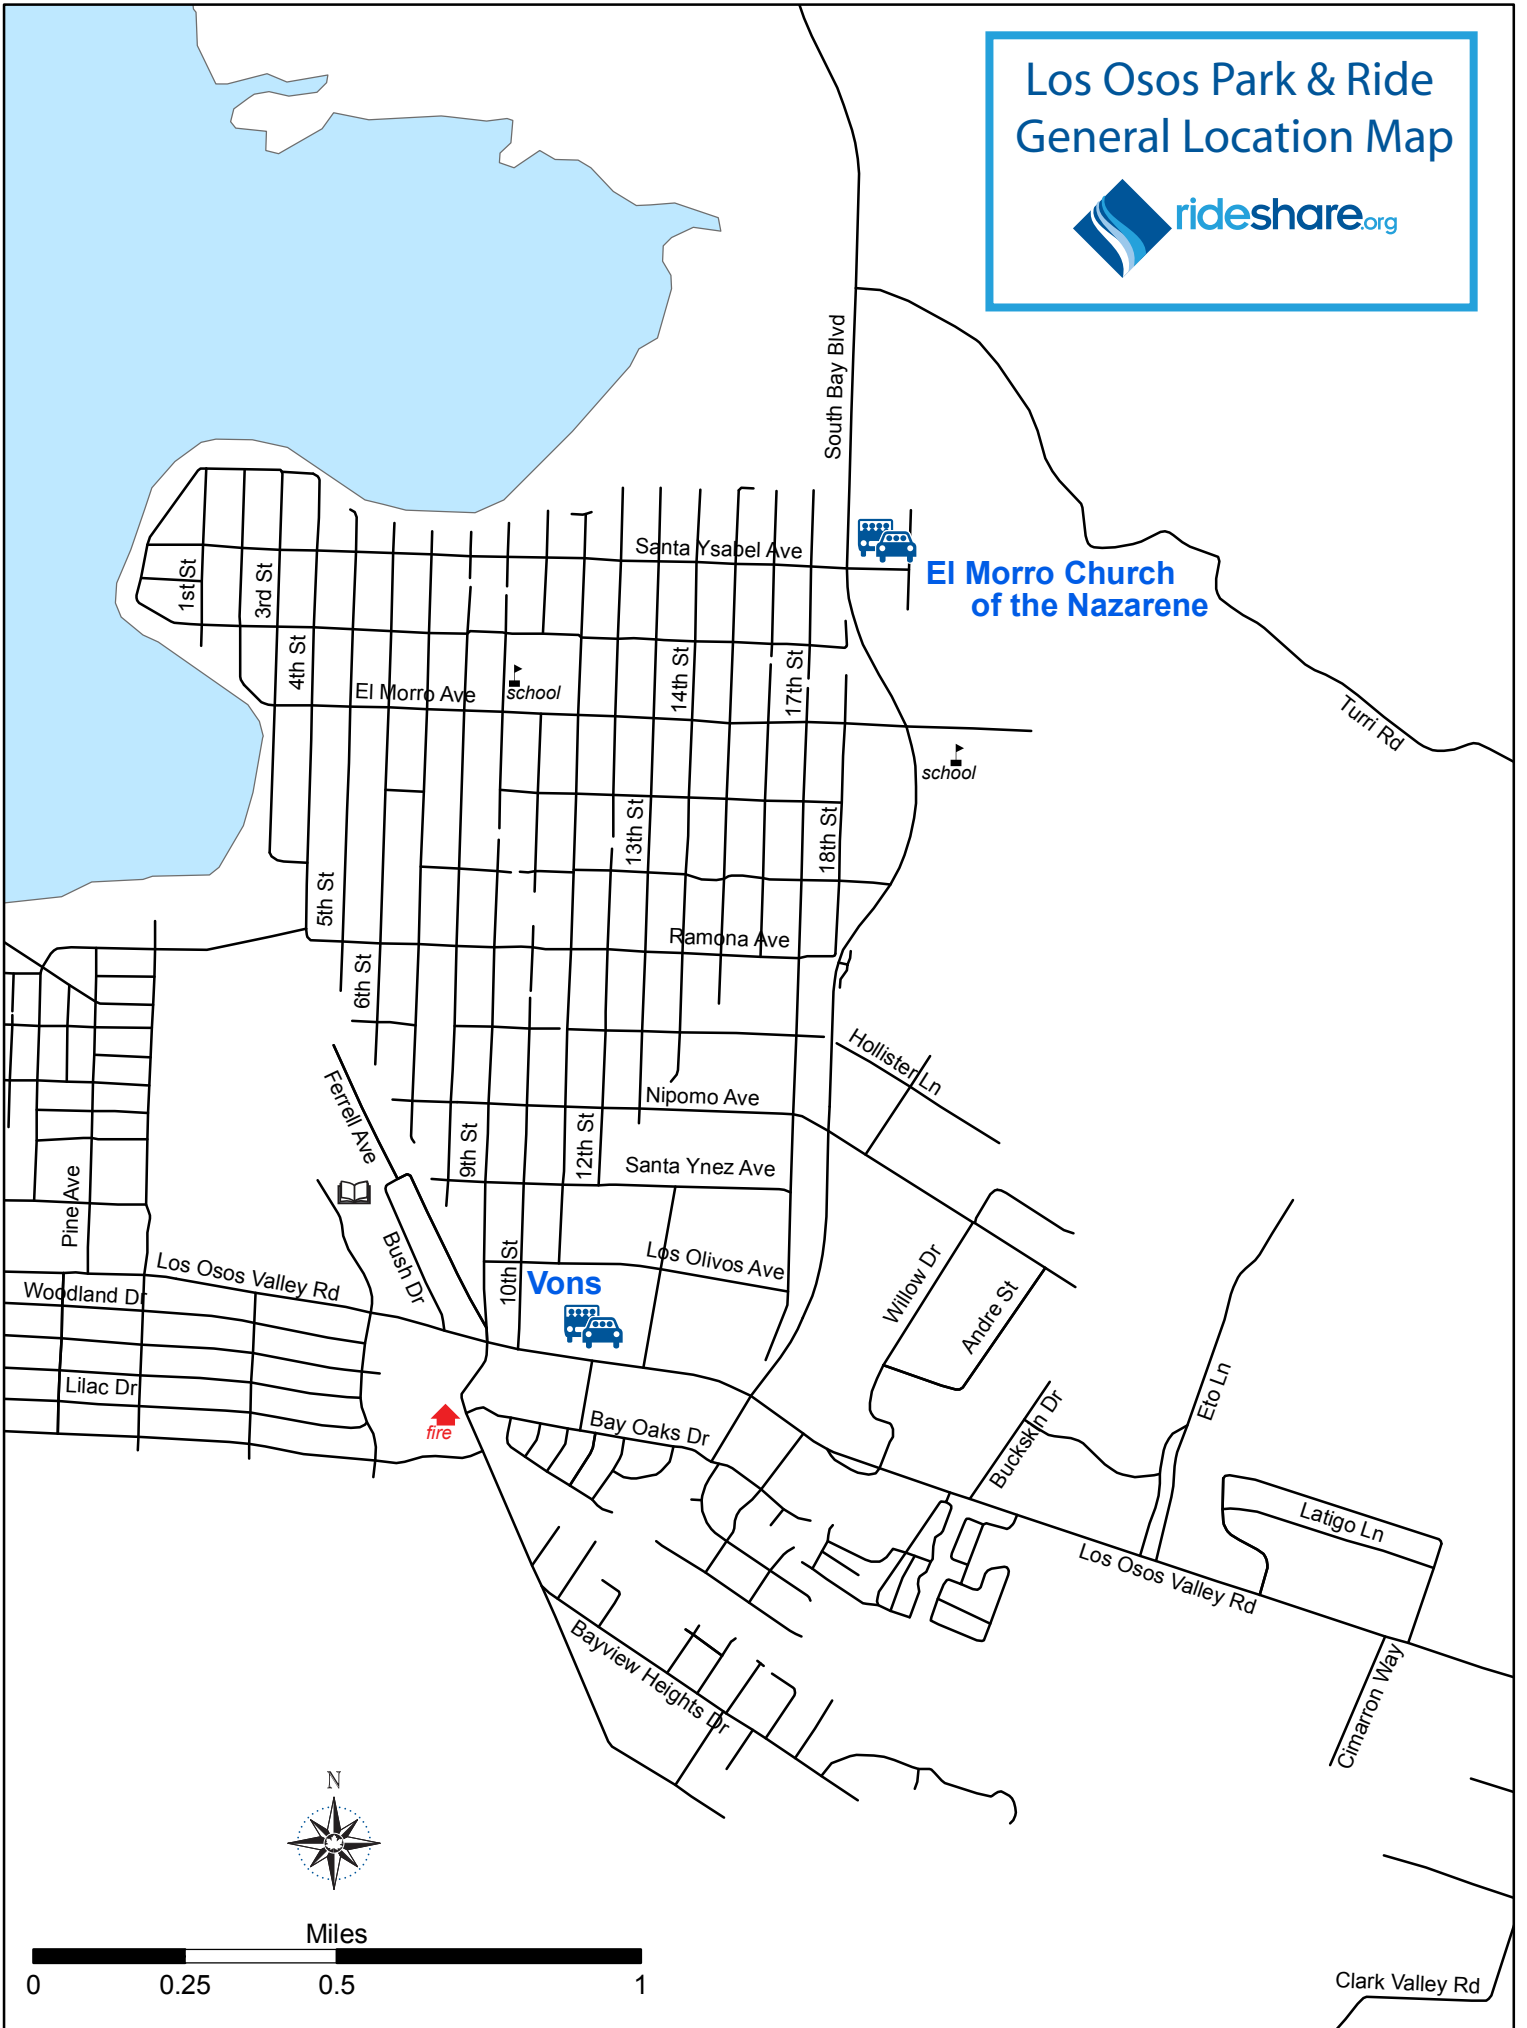 Los Osos Park & Ride
General Location Map
rideshare.org
South Bay Blvd
Santa Ysabel Ave
El Morro Church
of the Nazarene
1st St
3rd St
4th St
14th St
17th St
El Morro Ave
school
Turri Rd
school
13th St
18th St
5th St
Ramona Ave
6th St
Hollister Ln
Ferrell Ave
Nipomo Ave
9th St
12th St
Santa Ynez Ave
Pine Ave
Bush Dr
10th St
Los Olivos Ave
Willow Dr
Los Osos Valley Rd
Vons
Woodland Dr
Andre St
Lilac Dr
Eto Ln
fire
Bay Oaks Dr
Buckskin Dr
Latigo Ln
Los Osos Valley Rd
Bayview Heights Dr
Cimarron Way
N
Miles
0 0.25 0.5 1
Clark Valley Rd